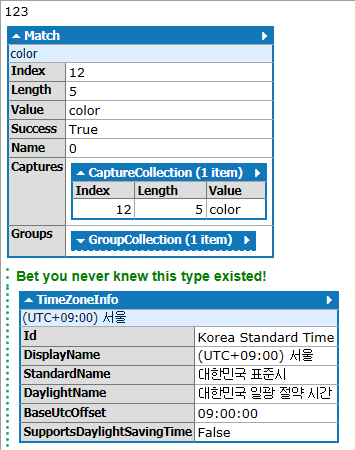 123
Match
color
Index 12
Length 5
Value color
Success True
Name 0
Captures
CaptureCollection (1 item)
Index Length Value
12 5 color
Groups
GroupCollection (1 item)
Bet you never knew this type existed!
TimeZoneInfo
(UTC+09:00) 서울
Id Korea Standard Time
DisplayName (UTC+09:00) 서울
StandardName 대한민국 표준시
DaylightName 대한민국 일광 절약 시간
BaseUtcOffset 09:00:00
SupportsDaylightSavingTime False